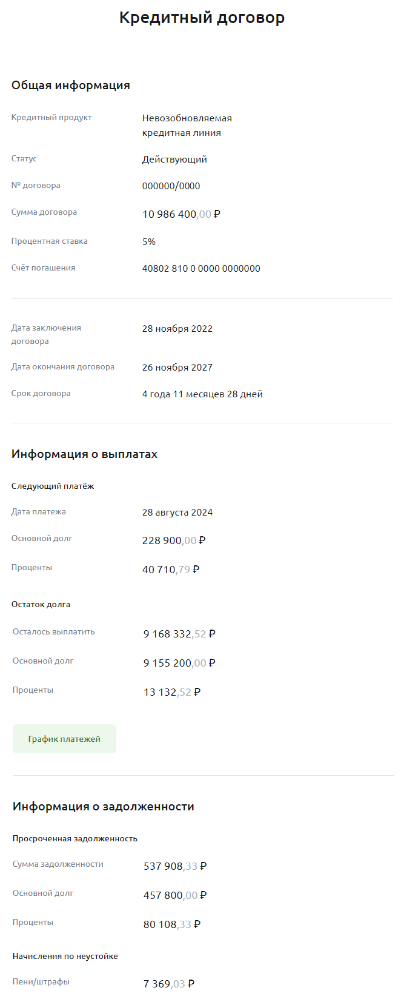 Кредитный договор
Общая информация
Кредитный продукт
Невозобновляемая
кредитная линия
Статус
Действующий
№ договора
000000/0000
Сумма договора
10 986 400,00 ₽
Процентная ставка
5%
Счёт погашения
40802 810 0 0000 0000000
Дата заключения
договора
28 ноября 2022
Дата окончания договора
26 ноября 2027
Срок договора
4 года 11 месяцев 28 дней
Информация о выплатах
Следующий платёж
Дата платежа
28 августа 2024
Основной долг
228 900,00 ₽
Проценты
40 710,79 ₽
Остаток долга
Осталось выплатить
9 168 332,52 ₽
Основной долг
9 155 200,00 ₽
Проценты
13 132,52 ₽
График платежей
Информация о задолженности
Просроченная задолженность
Сумма задолженности
537 908,33 ₽
Основной долг
457 800,00 ₽
Проценты
80 108,33 ₽
Начисления по неустойке
Пени/штрафы
7 369,03 ₽